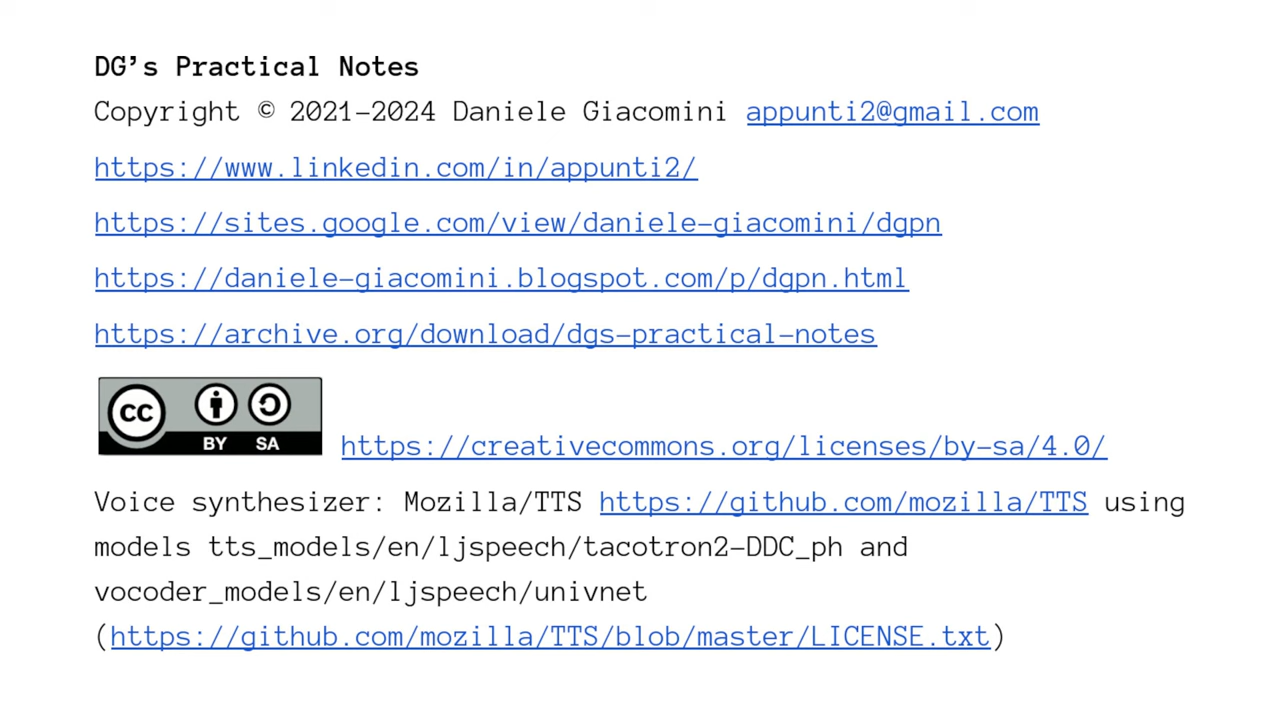 DG’s Practical Notes
Copyright © 2021-2024 Daniele Giacomini appunti2@gmail.com
https://www.linkedin.com/in/appunti2/
https://sites.google.com/view/daniele-giacomini/dgpn
https://daniele-giacomini.blogspot.com/p/dgpn.html
https://archive.org/download/dgs-practical-notes
CC BY SA https://creativecommons.org/licenses/by-sa/4.0/
Voice synthesizer: Mozilla/TTS https://github.com/mozilla/TTS using
models tts_models/en/ljspeech/tacotron2-DDC_ph and
vocoder_models/en/ljspeech/univnet
(https://github.com/mozilla/TTS/blob/master/LICENSE.txt)